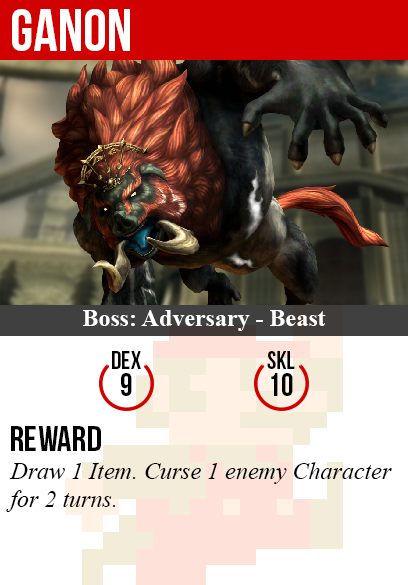 GANON
Boss: Adversary - Beast
DEX
9
SKL
10
REWARD
Draw 1 Item. Curse 1 enemy Character
for 2 turns.